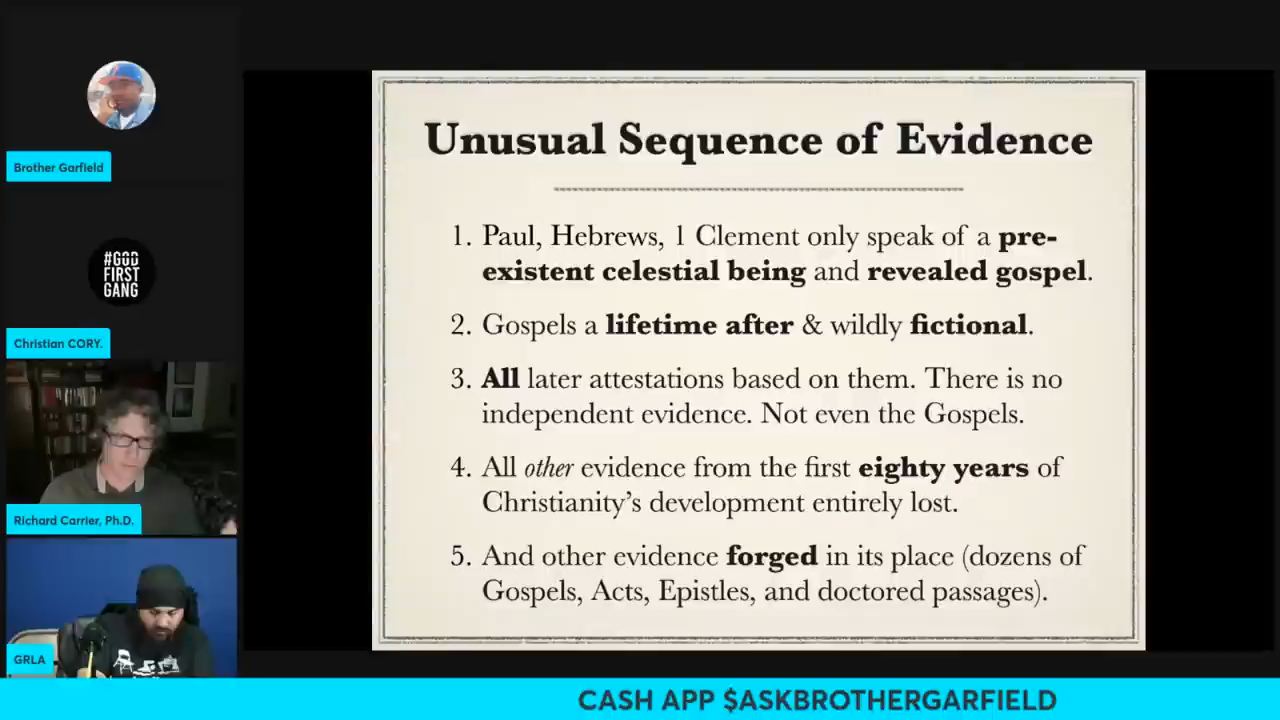 Brother Garfield
#GOD
FIRST
GANG
Christian CORY.
Richard Carrier, Ph.D.
GRLA
Unusual Sequence of Evidence
1. Paul, Hebrews, 1 Clement only speak of a pre-
existent celestial being and revealed gospel.
2. Gospels a lifetime after & wildly fictional.
3. All later attestations based on them. There is no
independent evidence. Not even the Gospels.
4. All other evidence from the first eighty years of
Christianity’s development entirely lost.
5. And other evidence forged in its place (dozens of
Gospels, Acts, Epistles, and doctored passages).
CASH APP $ASKBROTHERGARFIELD